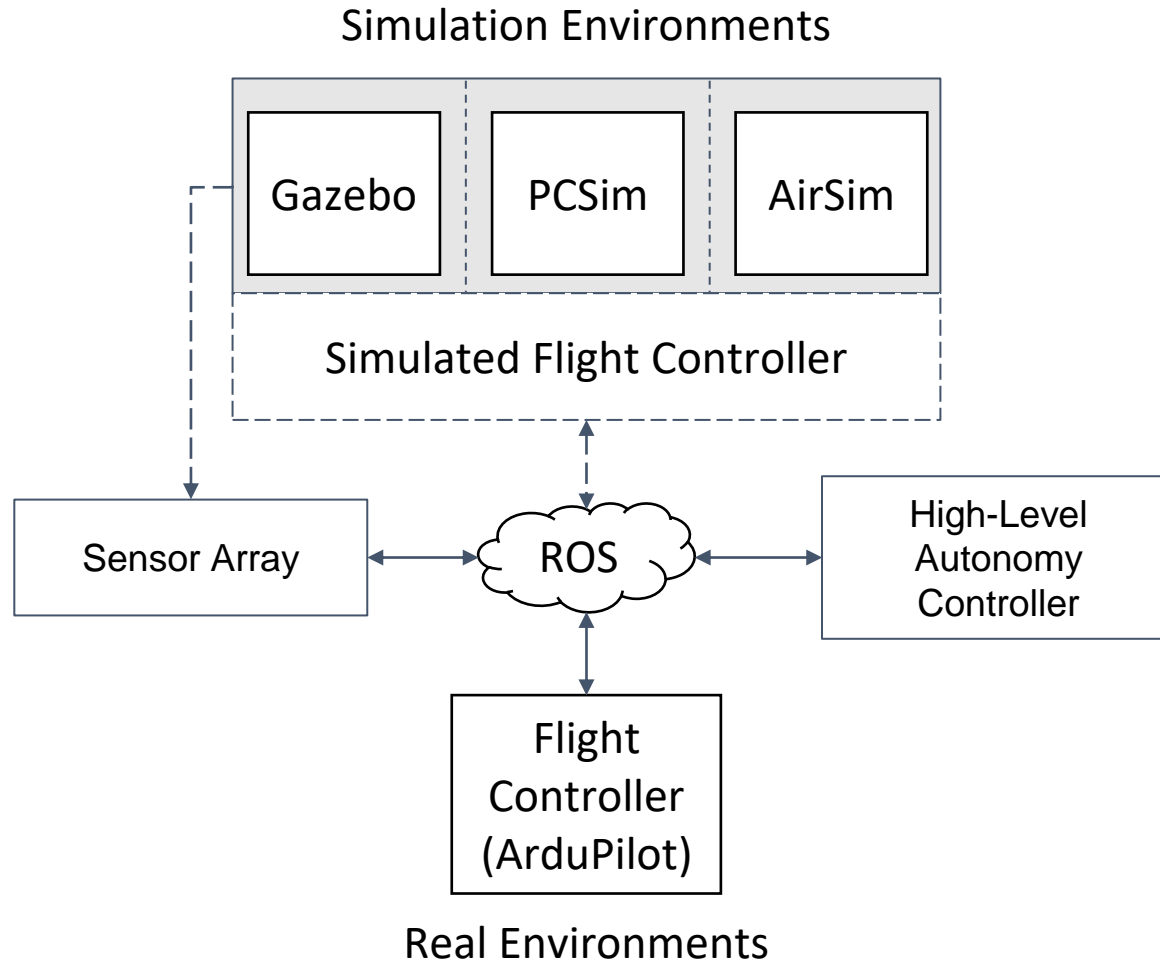 Simulation Environments
Gazebo
PCSim
AirSim
Simulated Flight Controller
Sensor Array
ROS
High-Level
Autonomy
Controller
Flight
Controller
(ArduPilot)
Real Environments